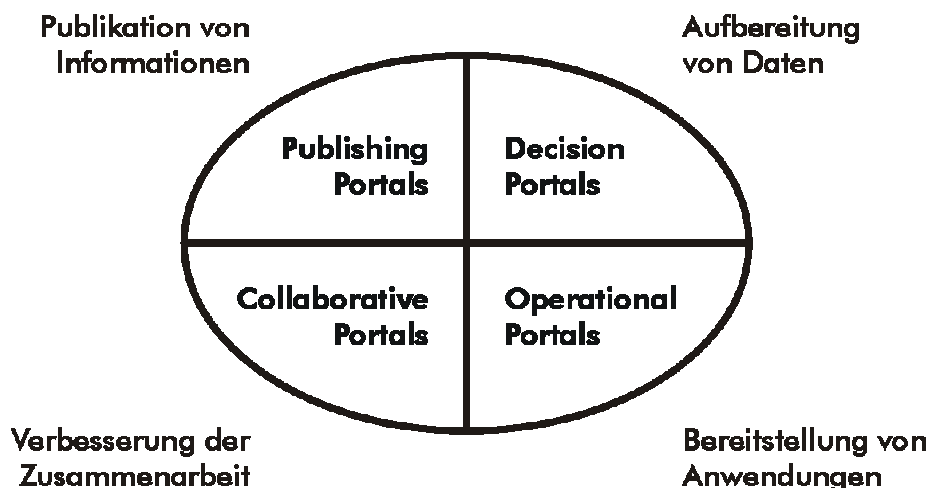 Publikation von
Informationen
Aufbereitung
von Daten
Publishing
Portals
Decision
Portals
Collaborative
Portals
Operational
Portals
Verbesserung der
Zusammenarbeit
Bereitstellung von
Anwendungen